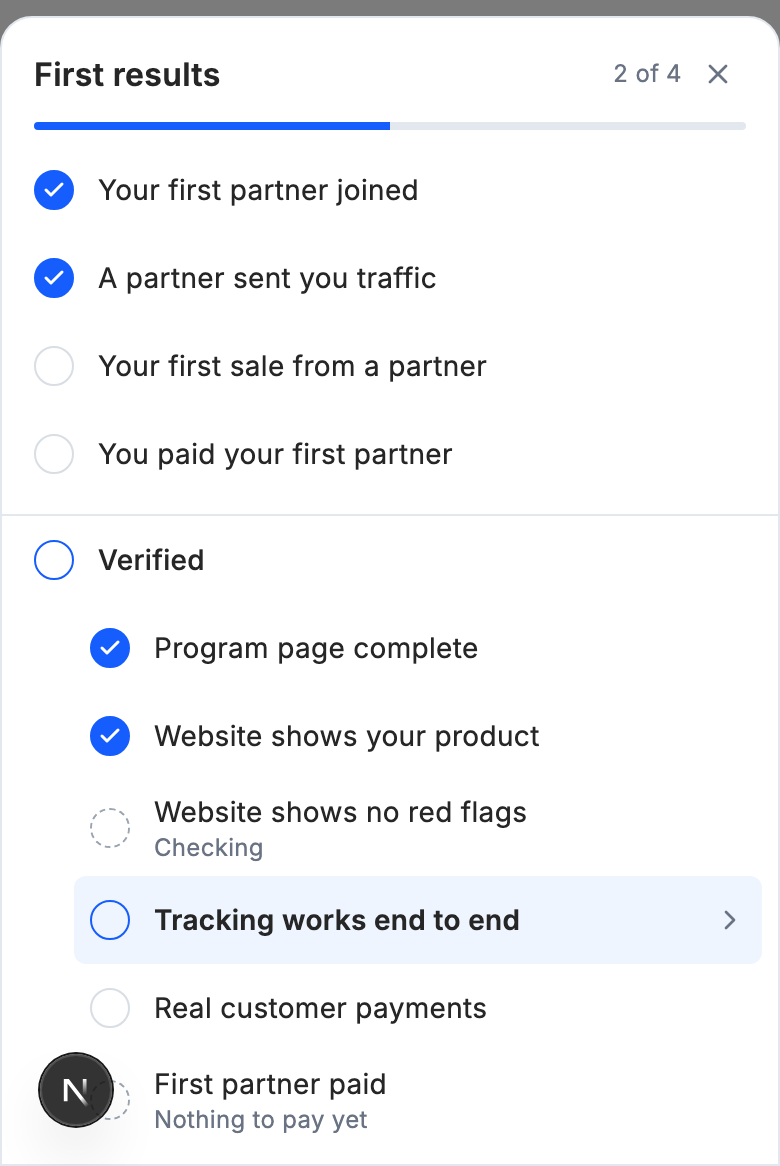 First results
2 of 4
Your first partner joined
A partner sent you traffic
Your first sale from a partner
You paid your first partner
Verified
Program page complete
Website shows your product
Website shows no red flags
Checking
Tracking works end to end
Real customer payments
N
First partner paid
Nothing to pay yet